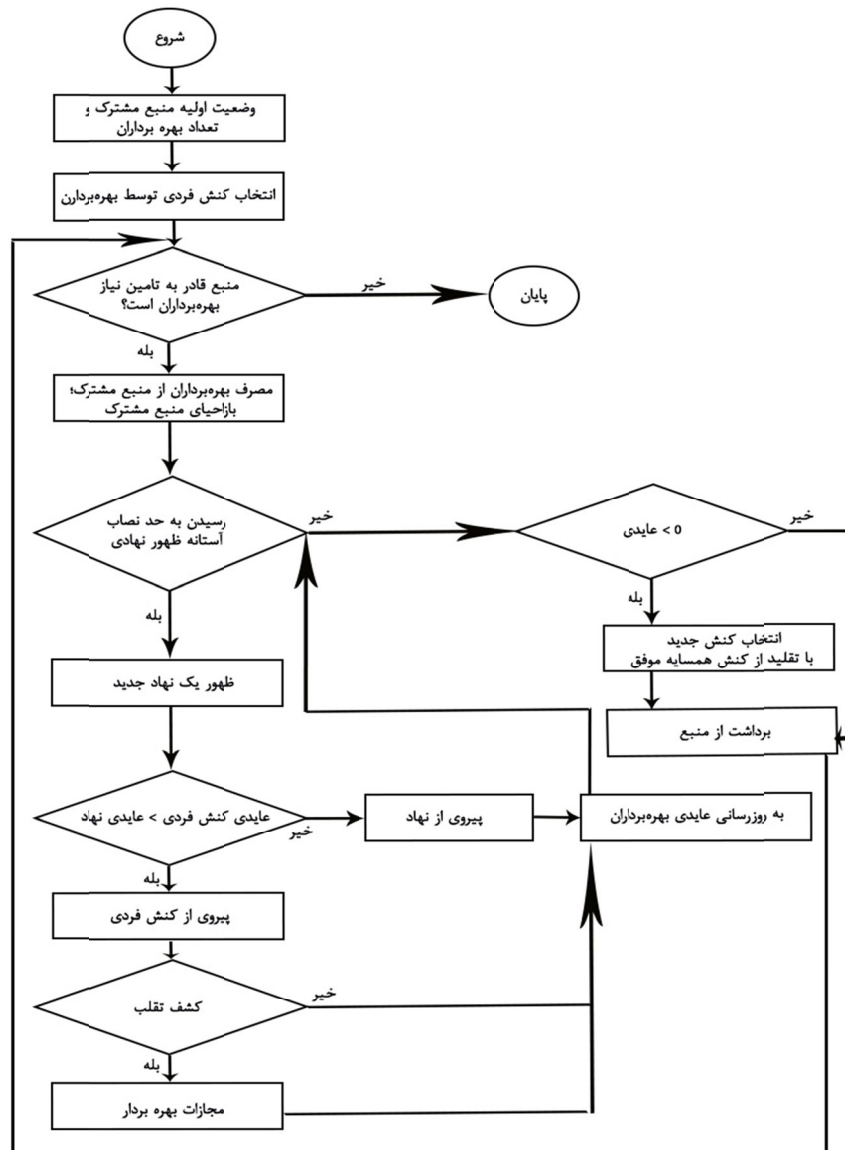 شروع
وضعیت اولیه منبع مشترک و
تعداد بهره برداران
انتخاب کنش فردی توسط بهره‌بردارن
منبع قادر به تامین نیاز
بهره‌برداران است؟
خیر
پایان
بله
مصرف بهره‌برداران از منبع مشترک؛
بازاحیای منبع مشترک
رسیدن به حد نصاب
آستانه ظهور نهادی
خیر
عایدی > 0
خیر
بله
بله
انتخاب کنش جدید
با تقلید از کنش همسایه موفق
ظهور یک نهاد جدید
برداشت از منبع
عایدی کنش فردی > عایدی نهاد
خیر
پیروی از نهاد
به روزرسانی عایدی بهره‌برداران
بله
پیروی از کنش فردی
کشف تقلب
خیر
بله
مجازات بهره بردار